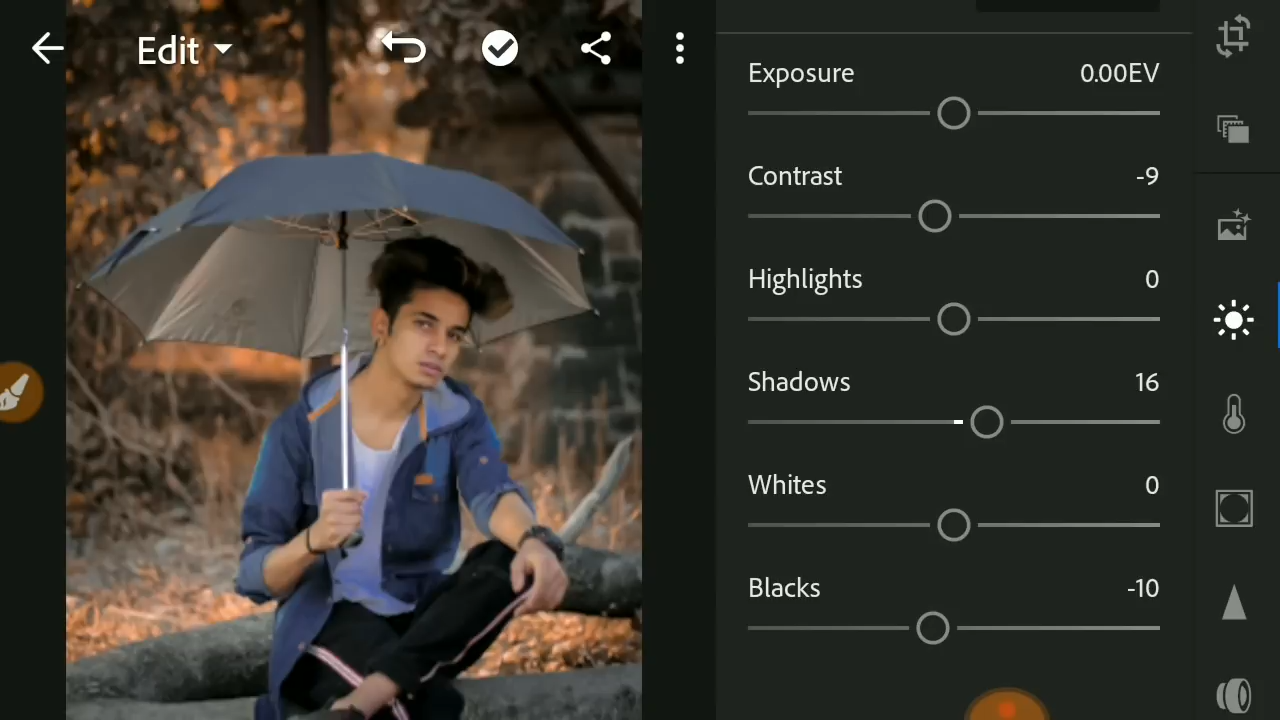 Edit
Exposure 0.00EV
Contrast -9
Highlights 0
Shadows 16
Whites 0
Blacks -10